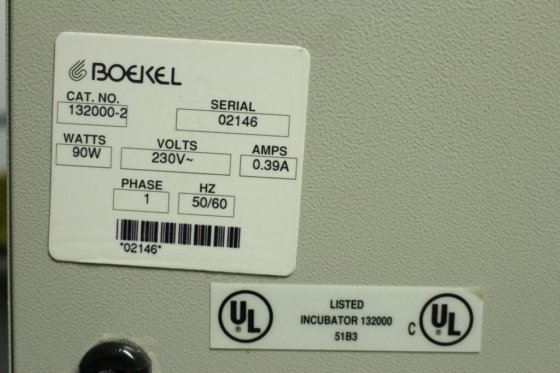 BOEKEL
CAT. NO. SERIAL
132000-2 02146
WATTS VOLTS AMPS
90W 230V~ 0.39A
PHASE HZ
1 50/60
*02146*
UL LISTED C UL
INCUBATOR 132000
51B3